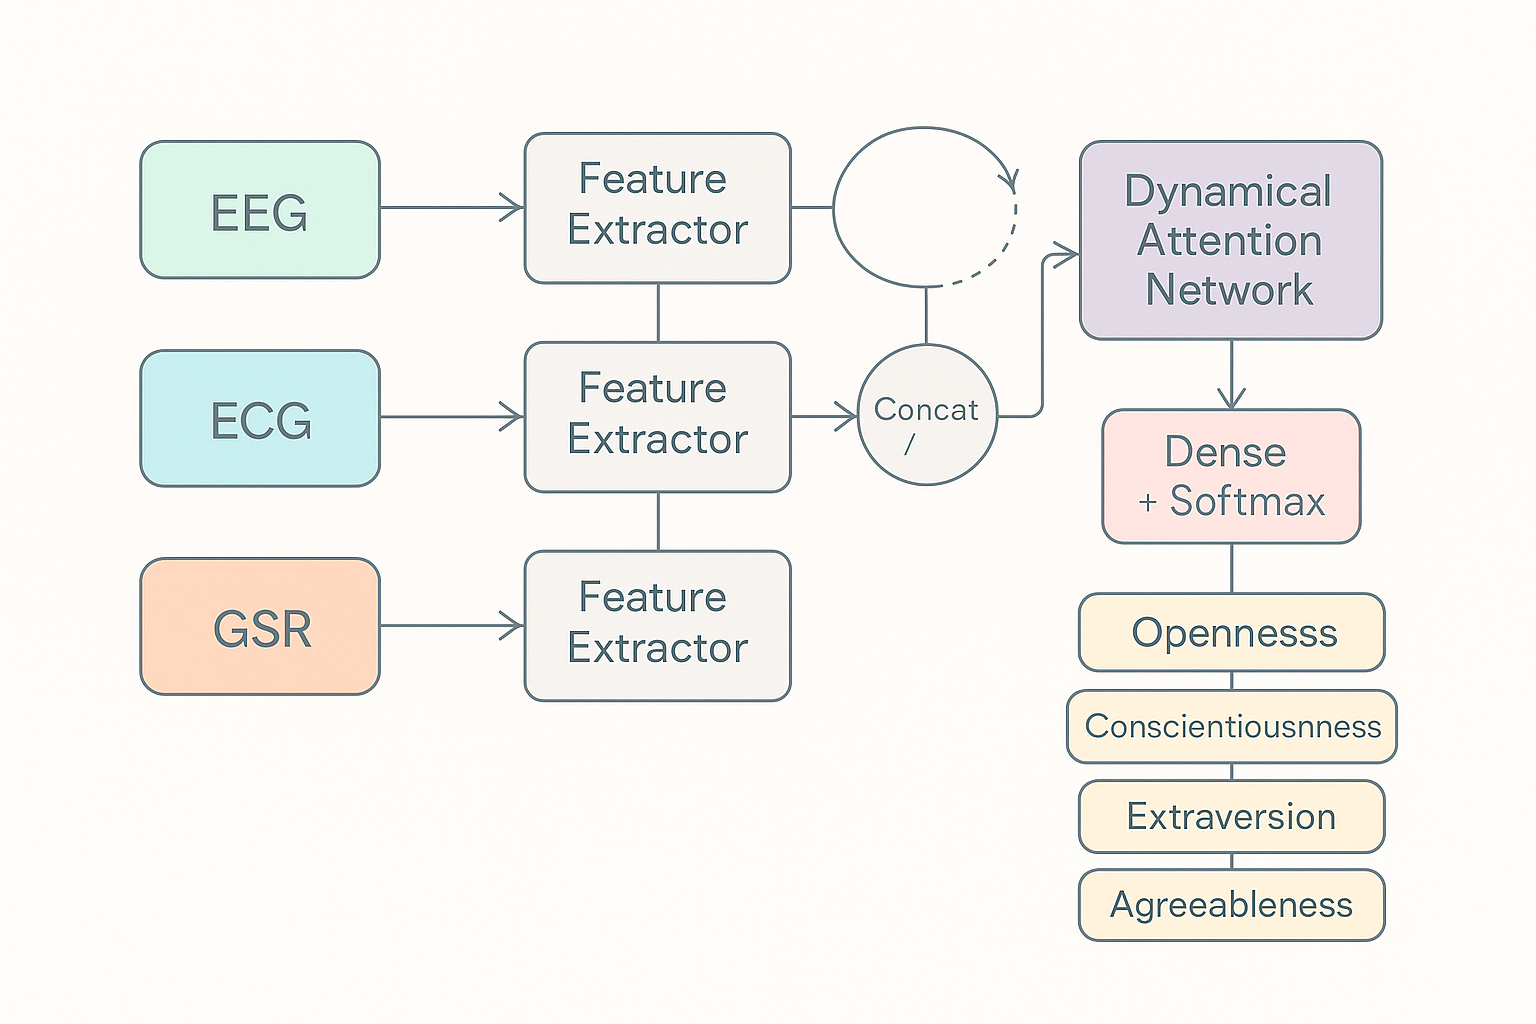 EEG
Feature
Extractor
Dynamical
Attention
Network
ECG
Feature
Extractor
Concat
/
Dense
+ Softmax
GSR
Feature
Extractor
Opennesss
Conscientiousnness
Extraversion
Agreeableness